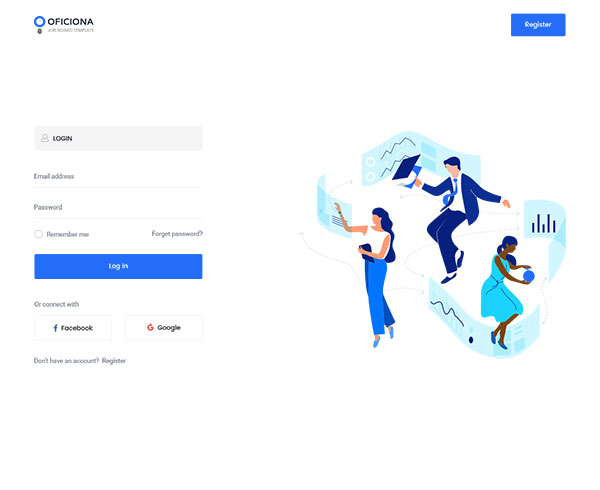 OFICIONA
JOB BOARD TEMPLATE
Register
LOGIN
Email address
Password
Remember me
Forget password?
Log in
Or connect with
Facebook
Google
Don't have an account? Register